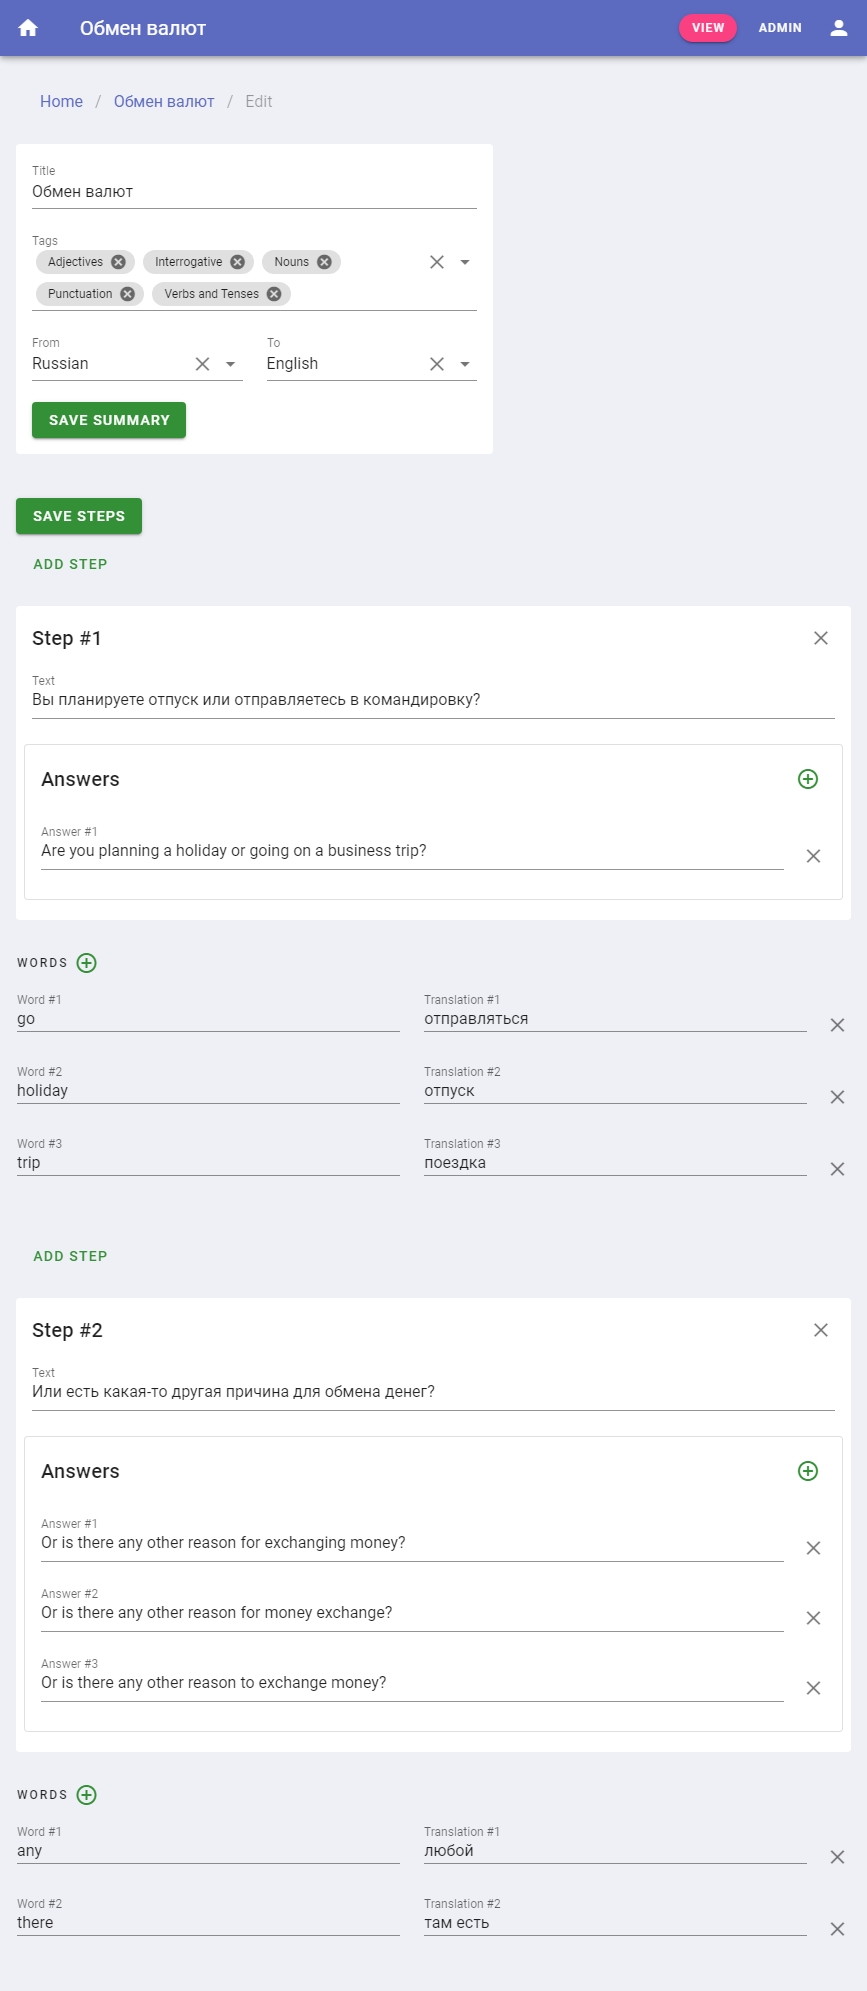 Обмен валют VIEW ADMIN
Home / Обмен валют / Edit
Title
Обмен валют
Tags
Adjectives Interrogative Nouns
Punctuation Verbs and Tenses
From To
Russian English
SAVE SUMMARY
SAVE STEPS
ADD STEP
Step #1
Text
Вы планируете отпуск или отправляетесь в командировку?
Answers
Answer #1
Are you planning a holiday or going on a business trip?
WORDS
Word #1 Translation #1
go отправляться
Word #2 Translation #2
holiday отпуск
Word #3 Translation #3
trip поездка
ADD STEP
Step #2
Text
Или есть какая-то другая причина для обмена денег?
Answers
Answer #1
Or is there any other reason for exchanging money?
Answer #2
Or is there any other reason for money exchange?
Answer #3
Or is there any other reason to exchange money?
WORDS
Word #1 Translation #1
any любой
Word #2 Translation #2
there там есть